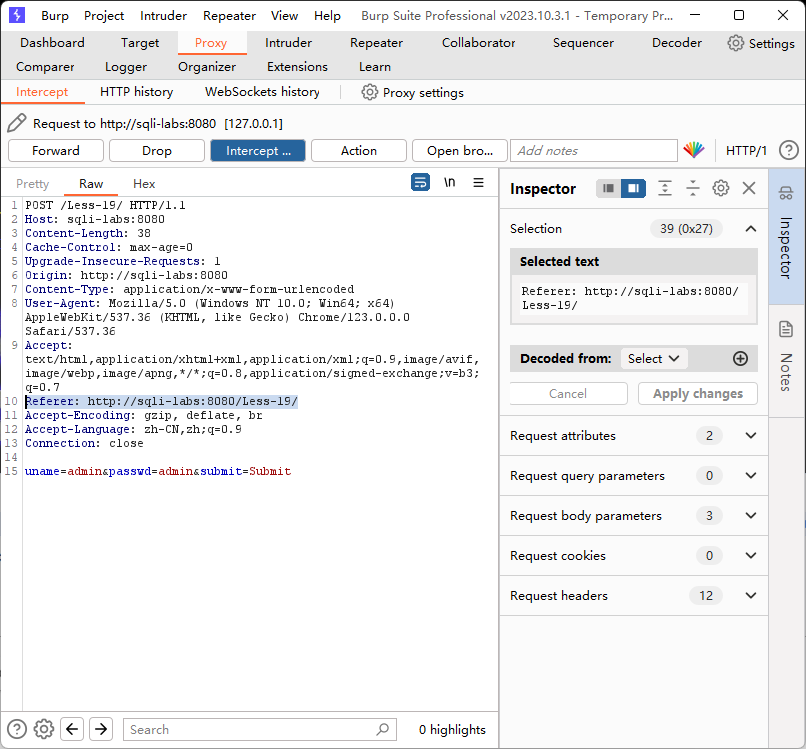 Burp Project Intruder Repeater View Help Burp Suite Professional v2023.10.3.1 - Temporary Pr...
Dashboard Target Proxy Intruder Repeater Collaborator Sequencer Decoder Settings
Comparer Logger Organizer Extensions Learn
Intercept HTTP history WebSockets history Proxy settings
Request to http://sqli-labs:8080 [127.0.0.1]
Forward Drop Intercept ... Action Open bro... Add notes HTTP/1
Pretty Raw Hex \n
1 POST /Less-19/ HTTP/1.1
2 Host: sqli-labs:8080
3 Content-Length: 38
4 Cache-Control: max-age=0
5 Upgrade-Insecure-Requests: 1
6 Origin: http://sqli-labs:8080
7 Content-Type: application/x-www-form-urlencoded
8 User-Agent: Mozilla/5.0 (Windows NT 10.0; Win64; x64)
AppleWebKit/537.36 (KHTML, like Gecko) Chrome/123.0.0.0
Safari/537.36
9 Accept:
text/html,application/xhtml+xml,application/xml;q=0.9,image/avif,
image/webp,image/apng,*/*;q=0.8,application/signed-exchange;v=b3;
q=0.7
10 Referer: http://sqli-labs:8080/Less-19/
11 Accept-Encoding: gzip, deflate, br
12 Accept-Language: zh-CN,zh;q=0.9
13 Connection: close
14
15 uname=admin&passwd=admin&submit=Submit
Search 0 highlights
Inspector
Selection 39 (0x27)
Selected text
Referer: http://sqli-labs:8080/
Less-19/
Decoded from: Select
Cancel Apply changes
Request attributes 2
Request query parameters 0
Request body parameters 3
Request cookies 0
Request headers 12
Inspector
Notes